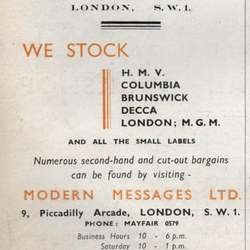 LONDON, S.W.1.
WE STOCK
H. M. V.
COLUMBIA
BRUNSWICK
DECCA
LONDON; M.G.M.
AND ALL THE SMALL LABELS
Numerous second-hand and cut-out bargains
can be found by visiting -
MODERN MESSAGES LTD.
9, Piccadilly Arcade, LONDON, S. W. 1.
PHONE: MAYFAIR 0579
Business Hours 10 - 6 p.m.
Saturday 10 - 1 p.m.